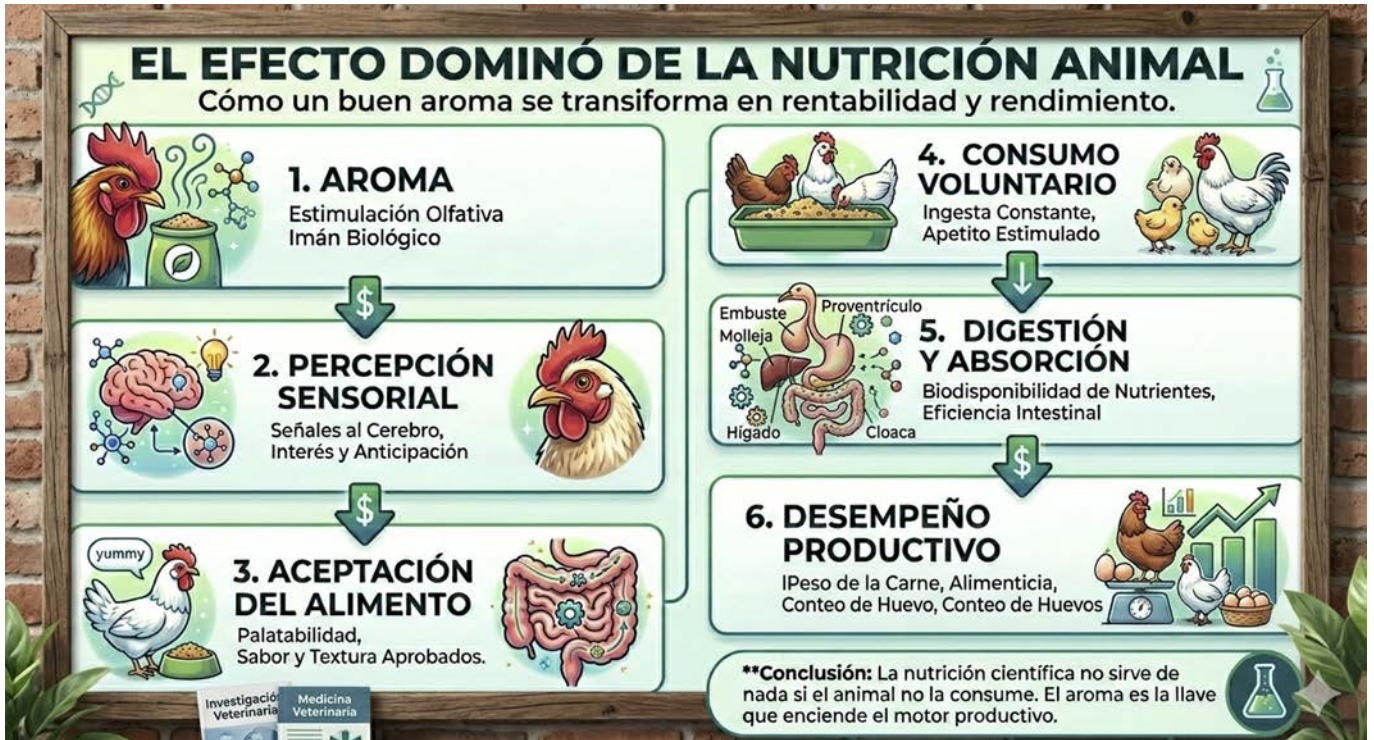 EL EFECTO DOMINÓ DE LA NUTRICIÓN ANIMAL
Cómo un buen aroma se transforma en rentabilidad y rendimiento.
1. AROMA
Estimulación Olfativa
Imán Biológico
$
2. PERCEPCIÓN
SENSORIAL
Señales al Cerebro,
Interés y Anticipación
$
yummy
3. ACEPTACIÓN
DEL ALIMENTO
Palatabilidad,
Sabor y Textura Aprobados.
4. CONSUMO
VOLUNTARIO
Ingesta Constante,
Apetito Estimulado
Embuste
Proventrículo
Molleja
Hígado
Cloaca
5. DIGESTIÓN
Y ABSORCIÓN
Biodisponibilidad de Nutrientes,
Eficiencia Intestinal
$
6. DESEMPEÑO
PRODUCTIVO
lPeso de la Carne, Alimenticia,
Conteo de Huevo, Conteo de Huevos
**Conclusión: La nutrición científica no sirve de
nada si el animal no la consume. El aroma es la llave
que enciende el motor productivo.
Investigación
Veterinaria
Medicina
Veterinaria